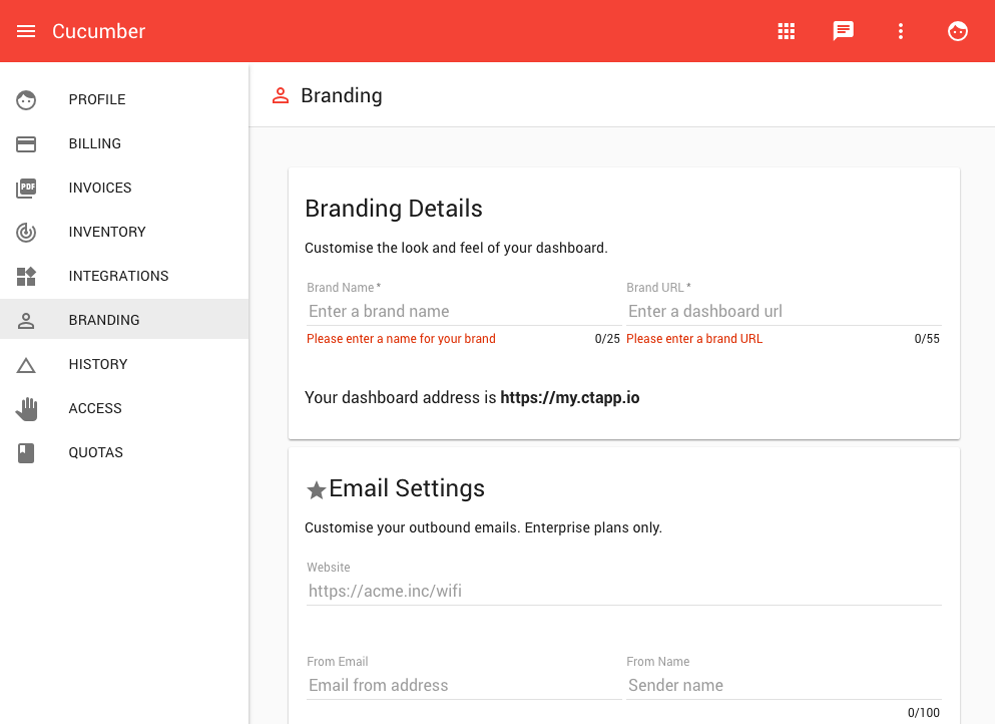 Cucumber
PROFILE
BILLING
PDF
INVOICES
INVENTORY
INTEGRATIONS
BRANDING
HISTORY
ACCESS
QUOTAS
Branding
Branding Details
Customise the look and feel of your dashboard.
Brand Name * Brand URL *
Enter a brand name Enter a dashboard url
Please enter a name for your brand 0/25 Please enter a brand URL 0/55
Your dashboard address is https://my.ctapp.io
Email Settings
Customise your outbound emails. Enterprise plans only.
Website
https://acme.inc/wifi
From Email From Name
Email from address Sender name
0/100